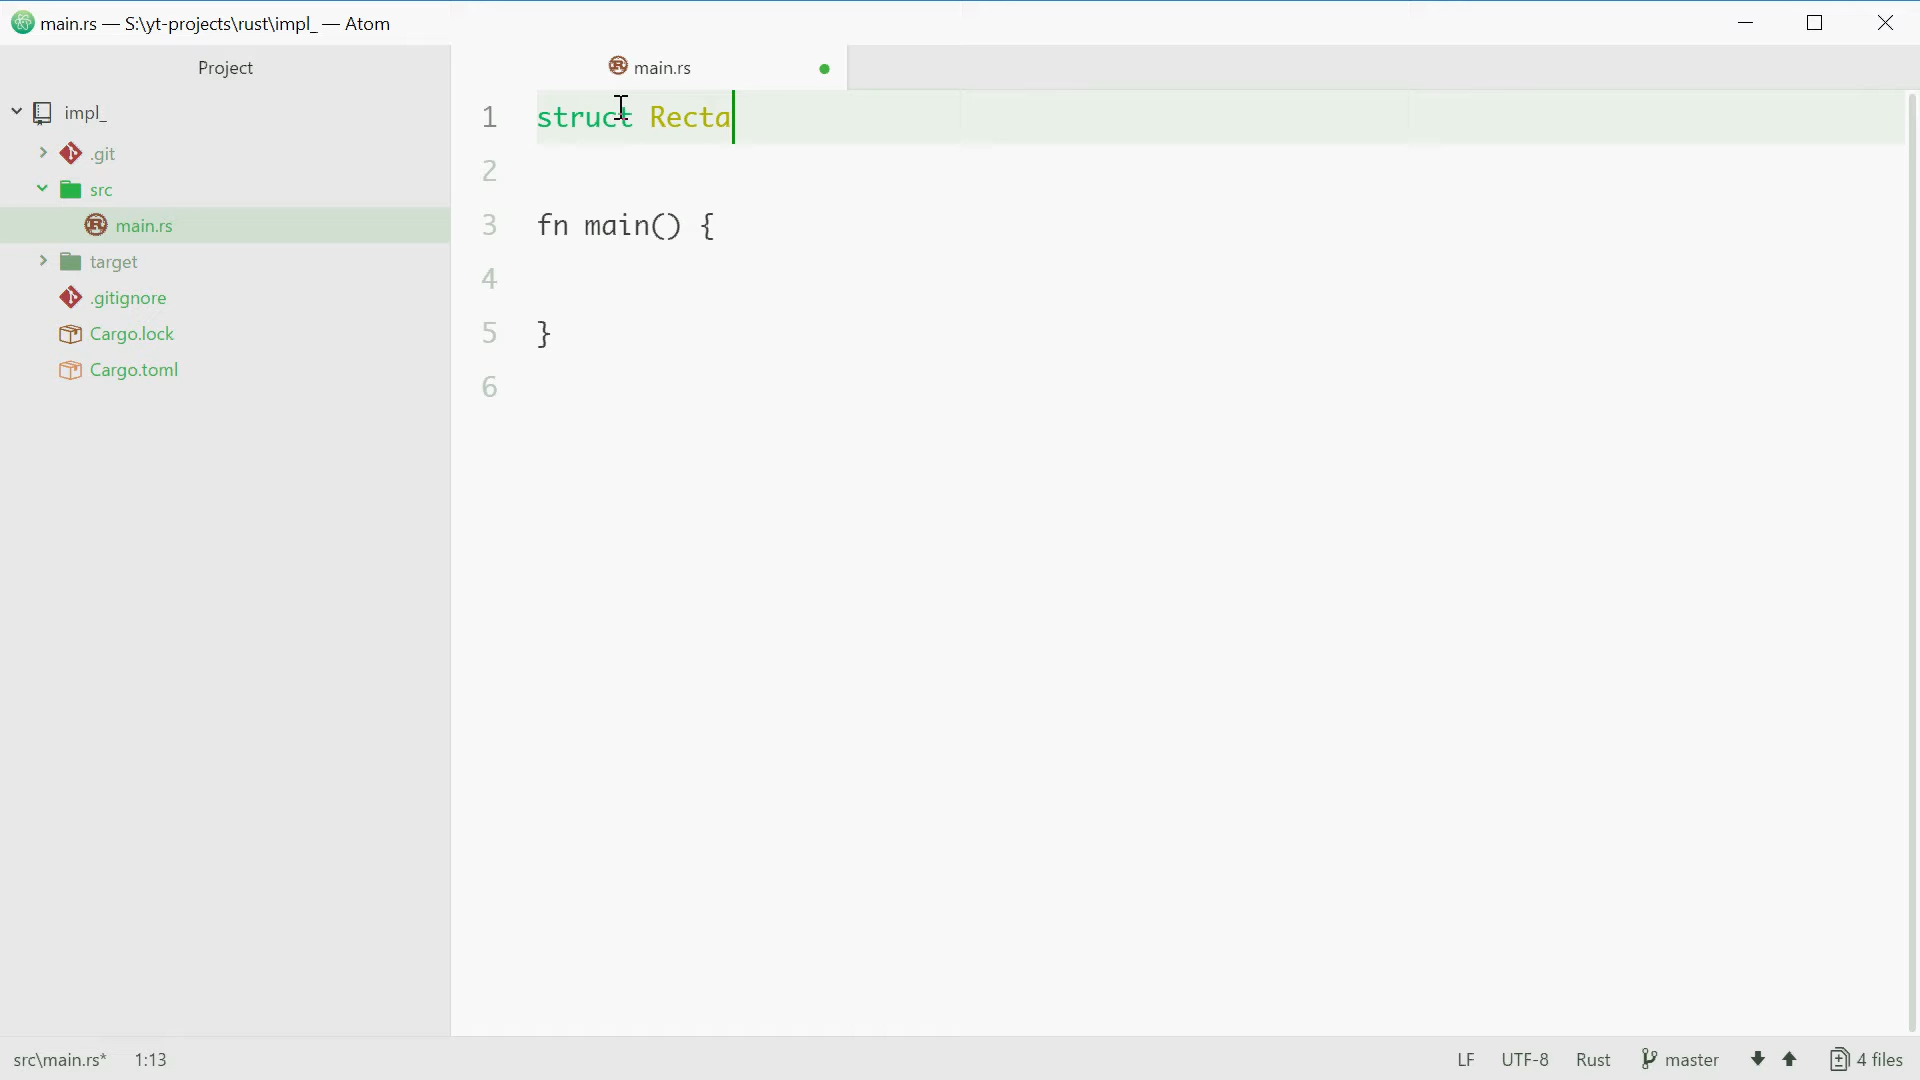 main.rs — S:\yt-projects\rust\impl_ — Atom
Project
main.rs
impl_
.git
src
main.rs
target
.gitignore
Cargo.lock
Cargo.toml
1 struct Recta
2
3 fn main() {
4
5 }
6
src\main.rs* 1:13 LF UTF-8 Rust master 4 files